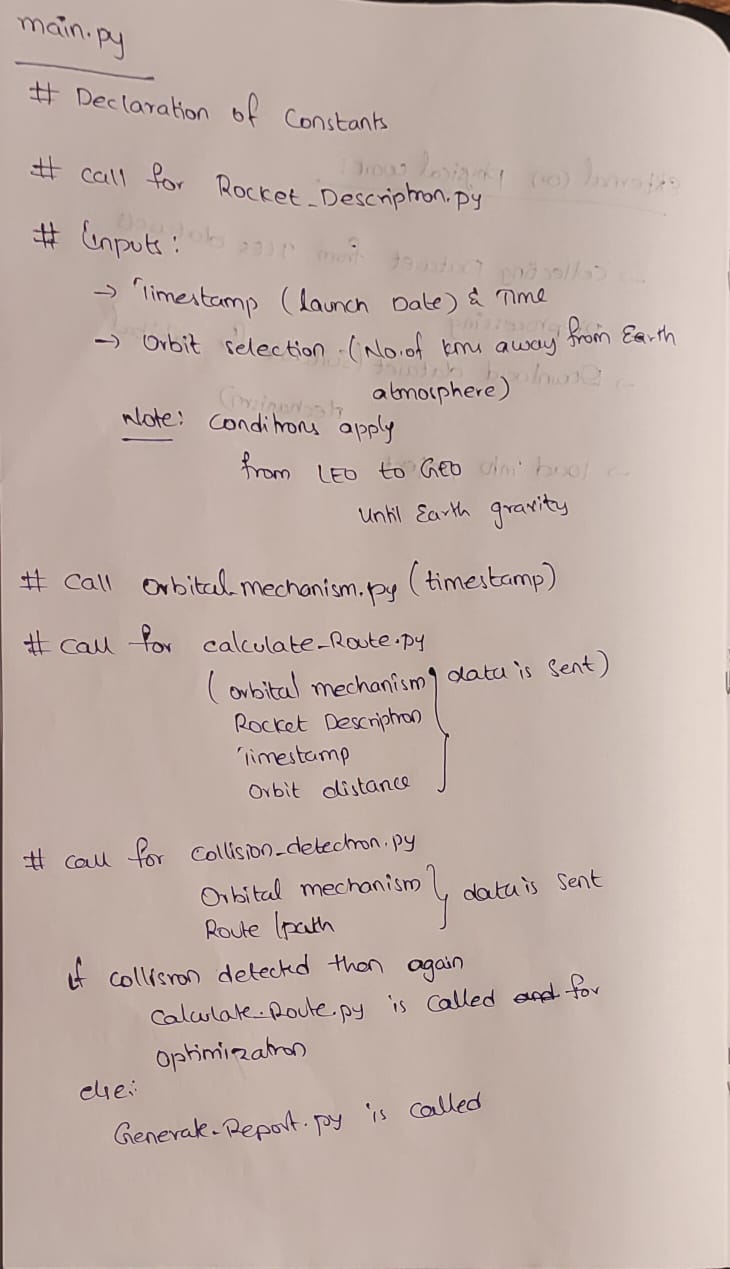 main.py
# Declaration of Constants
# call for Rocket_Description.py
# Inputs:
→ Timestamp (launch Date) & Time
→ Orbit selection (No.of kms away from Earth
atmosphere)
Note: conditions apply
from LEO to GEO
until Earth gravity
# Call orbital_mechanism.py (timestamp)
# call for calculate_Route.py
(orbital mechanism } data is sent)
Rocket Description
Timestamp
Orbit distance
# call for collision_detection.py
Orbital mechanism } data is sent
Route /path
if collision detected then again
Calculate_Route.py is called and for
optimization
else:
Generate_Report.py is called